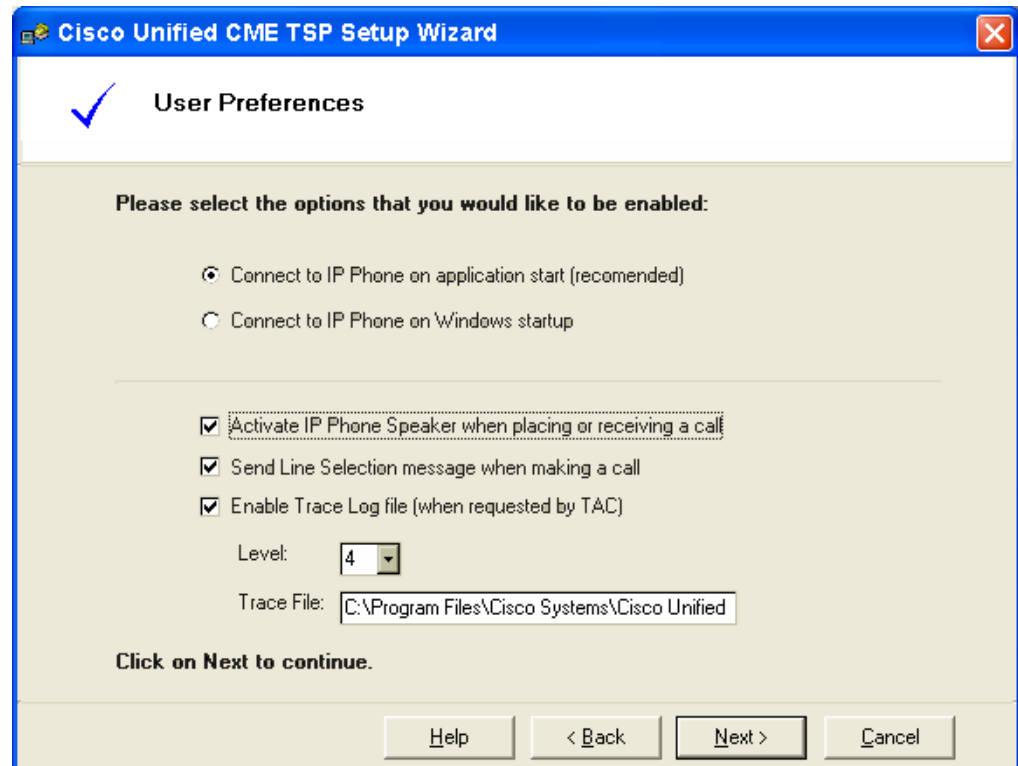 Cisco Unified CME TSP Setup Wizard
User Preferences
Please select the options that you would like to be enabled:
Connect to IP Phone on application start (recomended)
Connect to IP Phone on Windows startup
Activate IP Phone Speaker when placing or receiving a call
Send Line Selection message when making a call
Enable Trace Log file (when requested by TAC)
Level: 4
Trace File: C:\Program Files\Cisco Systems\Cisco Unified
Click on Next to continue.
Help < Back Next > Cancel